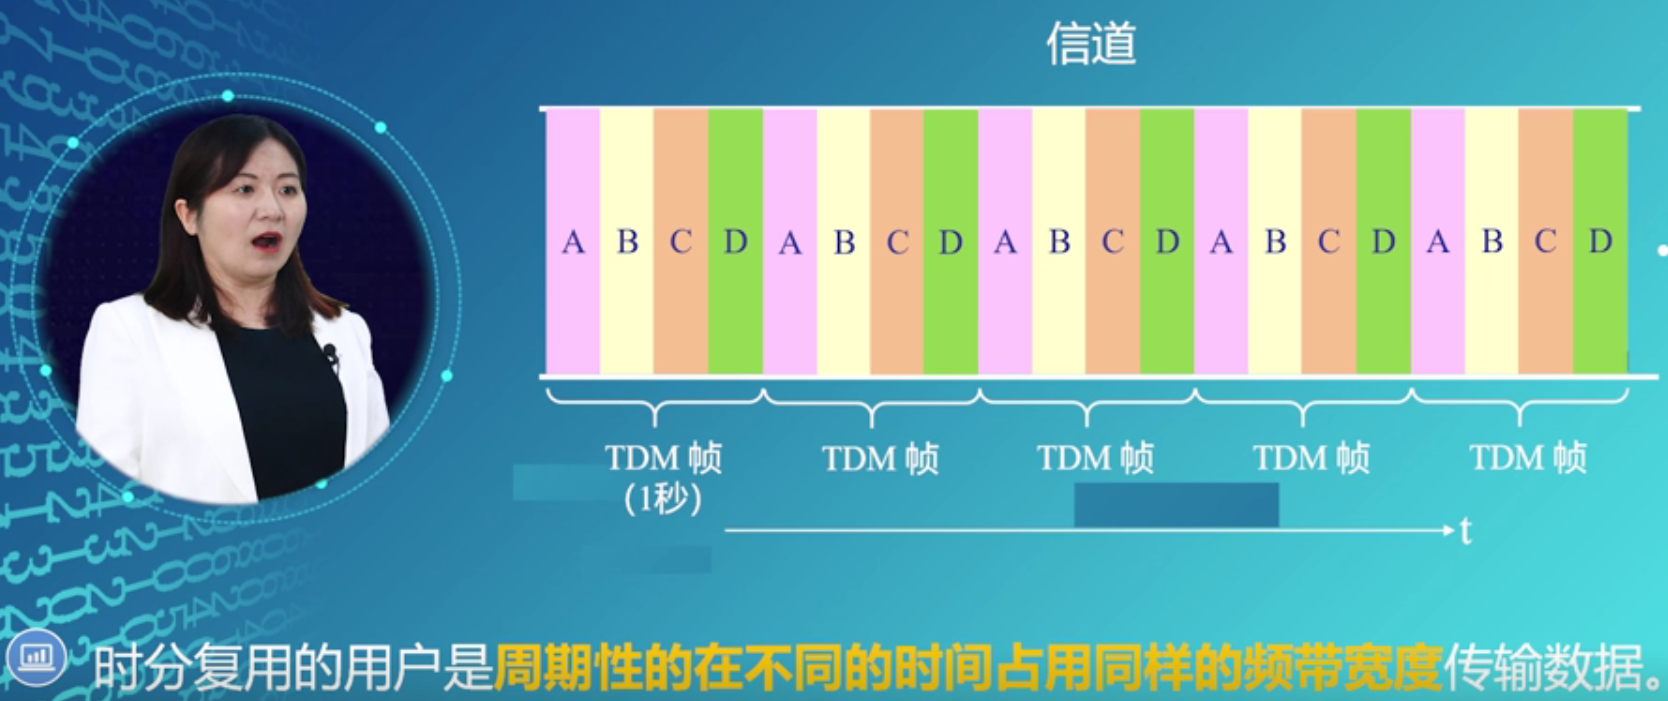 信道
A B C D A B C D A B C D A B C D A B C D
TDM 帧 TDM 帧 TDM 帧 TDM 帧 TDM 帧
(1秒)
t
时分复用的用户是周期性的在不同的时间占用同样的频带宽度传输数据。